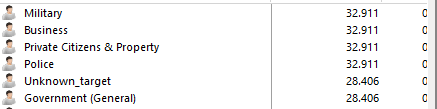 Military 32.911 0
Business 32.911 0
Private Citizens & Property 32.911 0
Police 32.911 0
Unknown_target 28.406 0
Government (General) 28.406 0